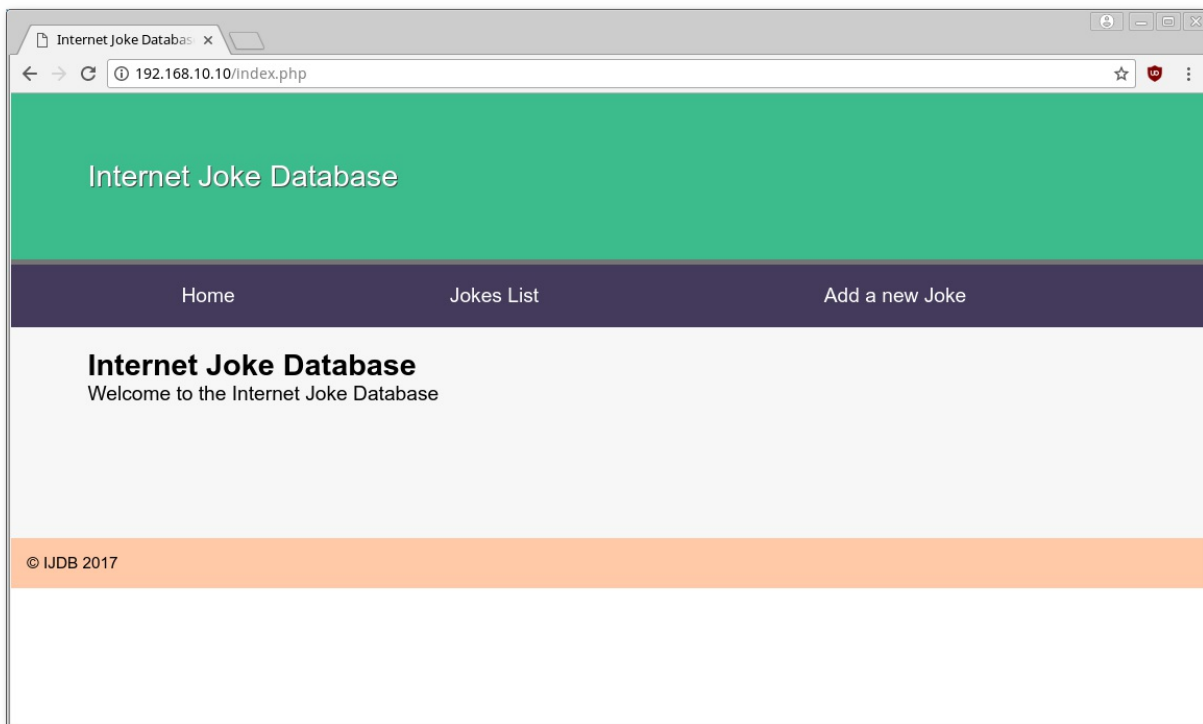 Internet Joke Databas
192.168.10.10/index.php
Internet Joke Database
Home Jokes List Add a new Joke
Internet Joke Database
Welcome to the Internet Joke Database
© IJDB 2017